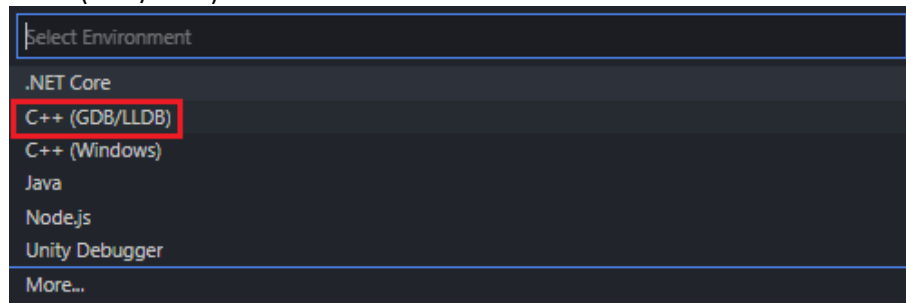 Select Environment
.NET Core
C++ (GDB/LLDB)
C++ (Windows)
Java
Node.js
Unity Debugger
More...